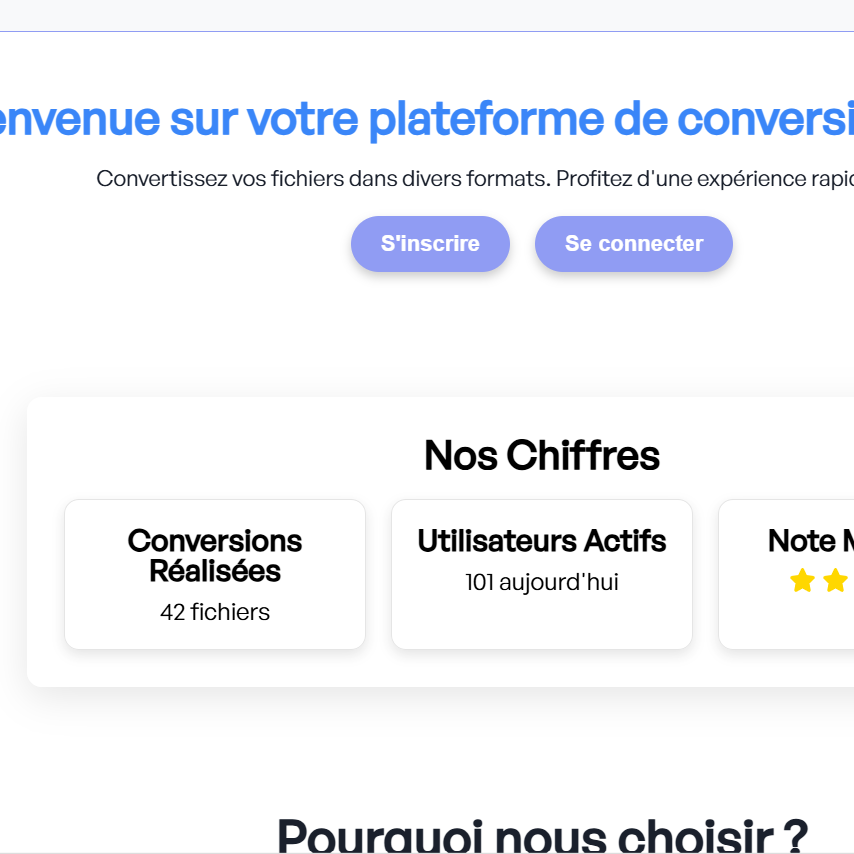 envenue sur votre plateforme de conversi
Convertissez vos fichiers dans divers formats. Profitez d'une expérience rapid
S'inscrire
Se connecter
Nos Chiffres
Conversions
Réalisées
42 fichiers
Utilisateurs Actifs
101 aujourd'hui
Note
Pourquoi nous choisir ?